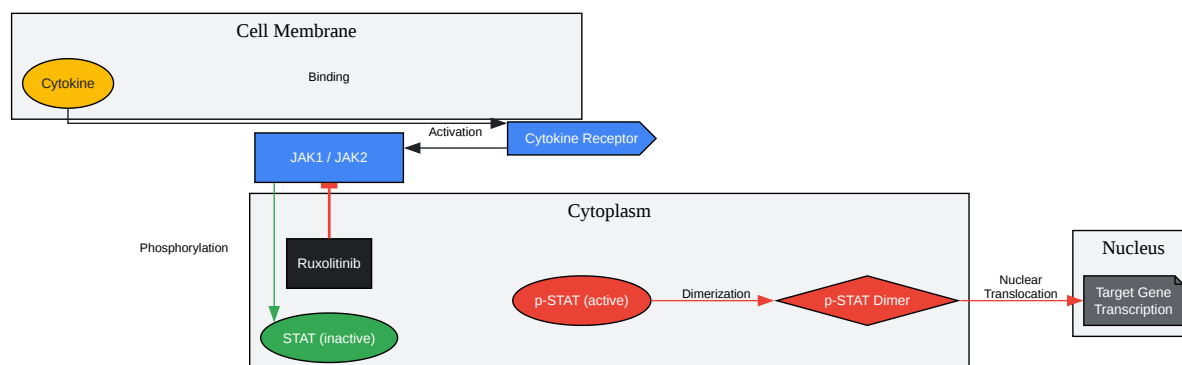 Cell Membrane
Cytokine
Binding
Activation
Cytokine Receptor
JAK1 / JAK2
Cytoplasm
Phosphorylation
Ruxolitinib
STAT (inactive)
p-STAT (active)
Dimerization
p-STAT Dimer
Nuclear
Translocation
Nucleus
Target Gene
Transcription